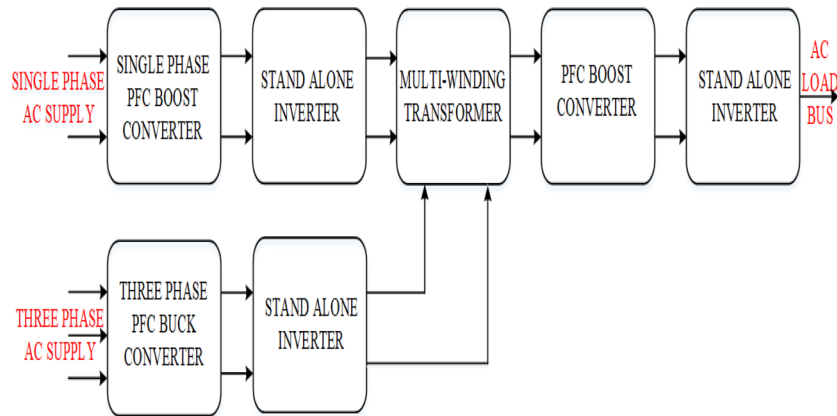 SINGLE PHASE
AC SUPPLY
SINGLE PHASE
PFC BOOST
CONVERTER
STAND ALONE
INVERTER
MULTI-WINDING
TRANSFORMER
PFC BOOST
CONVERTER
STAND ALONE
INVERTER
AC
LOAD
BUS
THREE PHASE
AC SUPPLY
THREE PHASE
PFC BUCK
CONVERTER
STAND ALONE
INVERTER